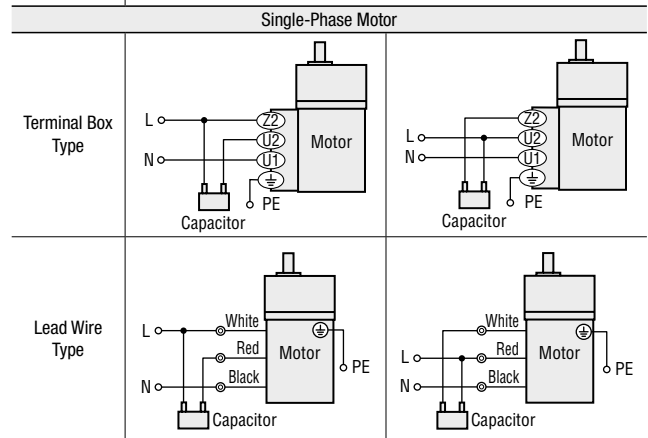 Single-Phase Motor
Terminal Box
Type
L
N
Z2
U2
U1
Motor
PE
Capacitor
L
N
Z2
U2
U1
Motor
PE
Capacitor
Lead Wire
Type
L
N
White
Red
Black
Motor
PE
Capacitor
L
N
White
Red
Black
Motor
PE
Capacitor